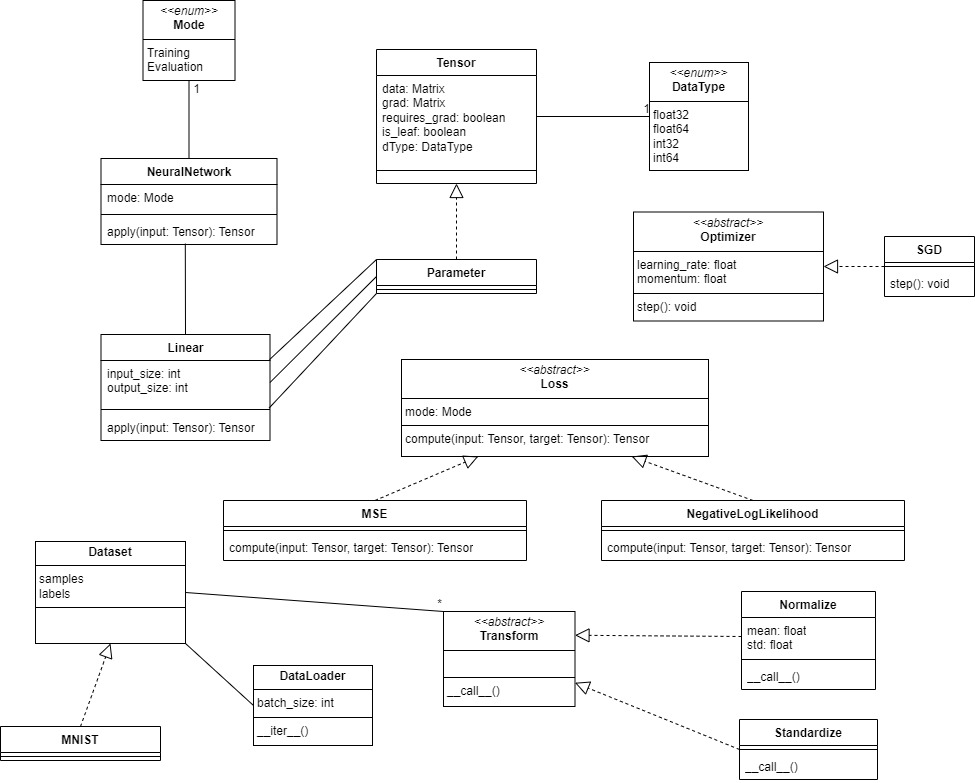 <<enum>>
Mode
Training
Evaluation
1
Tensor
data: Matrix
grad: Matrix
requires_grad: boolean
is_leaf: boolean
dType: DataType
<<enum>>
DataType
1
float32
float64
int32
int64
NeuralNetwork
mode: Mode
apply(input: Tensor): Tensor
<<abstract>>
Optimizer
learning_rate: float
momentum: float
step(): void
SGD
step(): void
Parameter
Linear
input_size: int
output_size: int
apply(input: Tensor): Tensor
<<abstract>>
Loss
mode: Mode
compute(input: Tensor, target: Tensor): Tensor
MSE
compute(input: Tensor, target: Tensor): Tensor
NegativeLogLikelihood
compute(input: Tensor, target: Tensor): Tensor
Dataset
samples
labels
*
<<abstract>>
Transform
__call__()
Normalize
mean: float
std: float
__call__()
DataLoader
batch_size: int
__iter__()
MNIST
Standardize
__call__()